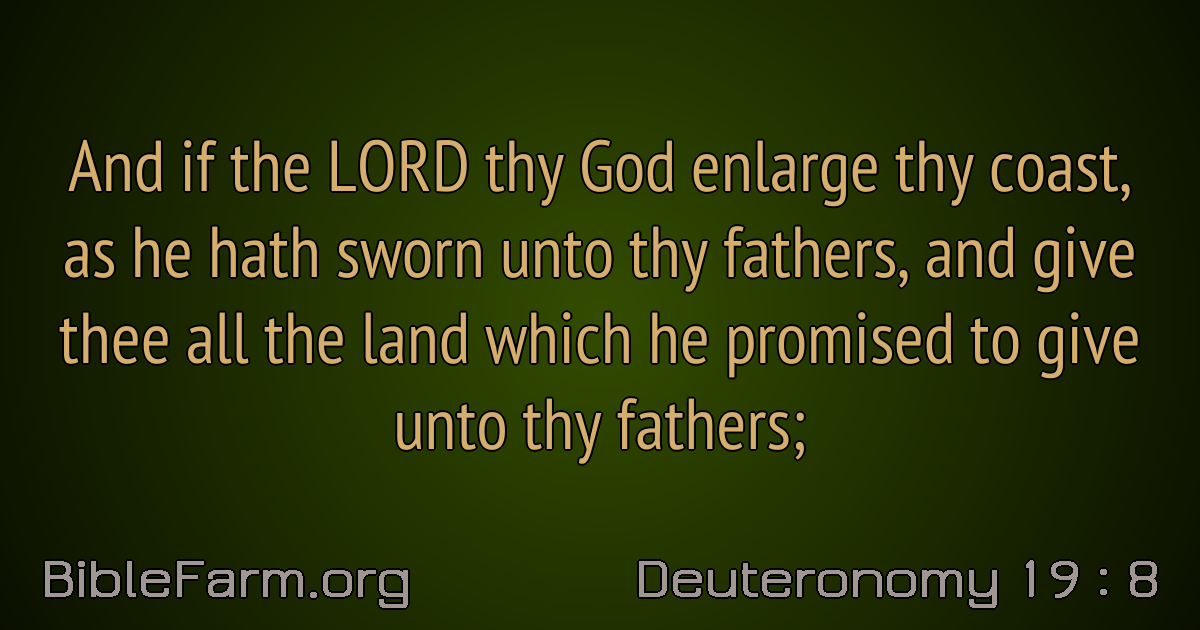 And if the LORD thy God enlarge thy coast,
as he hath sworn unto thy fathers, and give
thee all the land which he promised to give
unto thy fathers;
BibleFarm.org
Deuteronomy 19 : 8